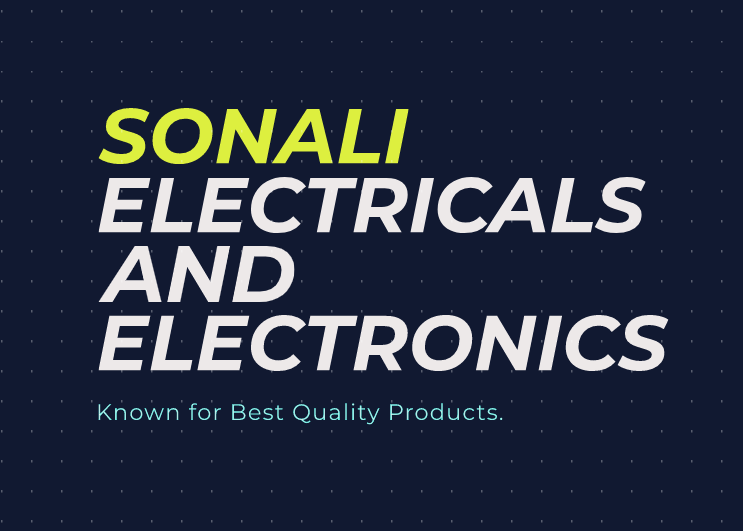 SONALI
ELECTRICALS
AND
ELECTRONICS
Known for Best Quality Products.